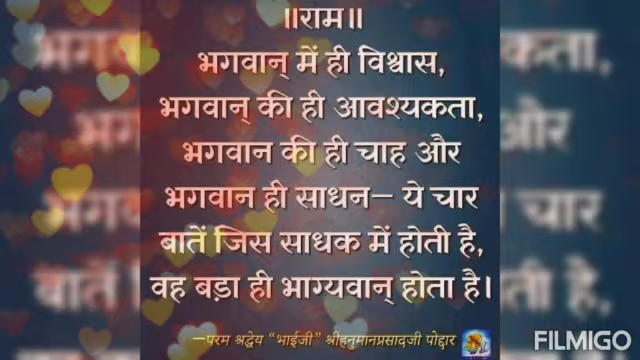 ॥राम॥
भगवान् में ही विश्वास,
भगवान् की ही आवश्यकता,
भगवान की ही चाह और
भगवान ही साधन— ये चार
बातें जिस साधक में होती है,
वह बड़ा ही भाग्यवान् होता है।
—परम श्रद्धेय “भाईजी” श्रीहनुमानप्रसादजी पोद्दार
FILMIGO